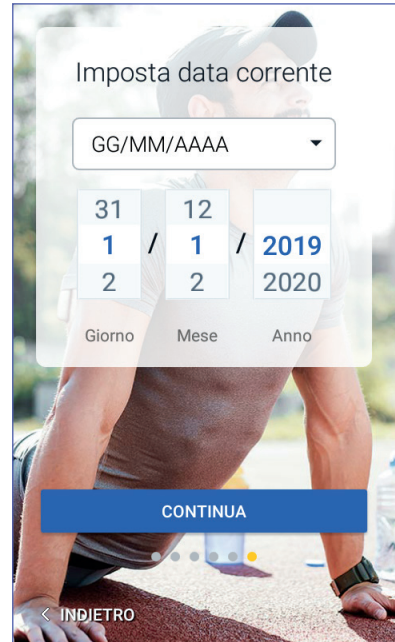 Imposta data corrente
GG/MM/AAAA
31 12
1 / 1 / 2019
2 2 2020
Giorno Mese Anno
CONTINUA
< INDIETRO